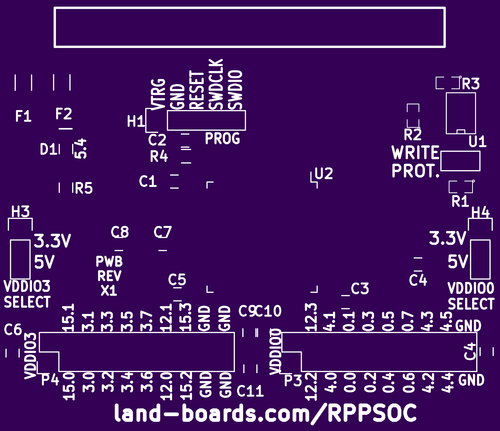 R3
F1
F2
VTRG
GND
RESET
SWDCLK
SWDIO
H1
PROG
R2
U1
D1
5.4
C2
R4
WRITE
PROT.
C1
U2
R5
R1
H3
H4
3.3V
5V
C8
C7
3.3V
5V
PWB
REV
X1
C5
C4
VDDIO3
SELECT
C3
VDDIO0
SELECT
C6
15.1
3.1
3.3
3.5
3.7
12.1
15.3
GND
GND
C9
C10
12.3
4.1
0.1
0.3
0.5
0.7
4.3
4.5
GND
VDDIO3
VDDIO0
C4
P4
15.0
3.0
3.2
3.4
3.6
12.0
15.2
GND
GND
C11
P3
12.2
4.0
0.0
0.2
0.4
0.6
4.2
4.4
GND
land-boards.com/RPPSOC